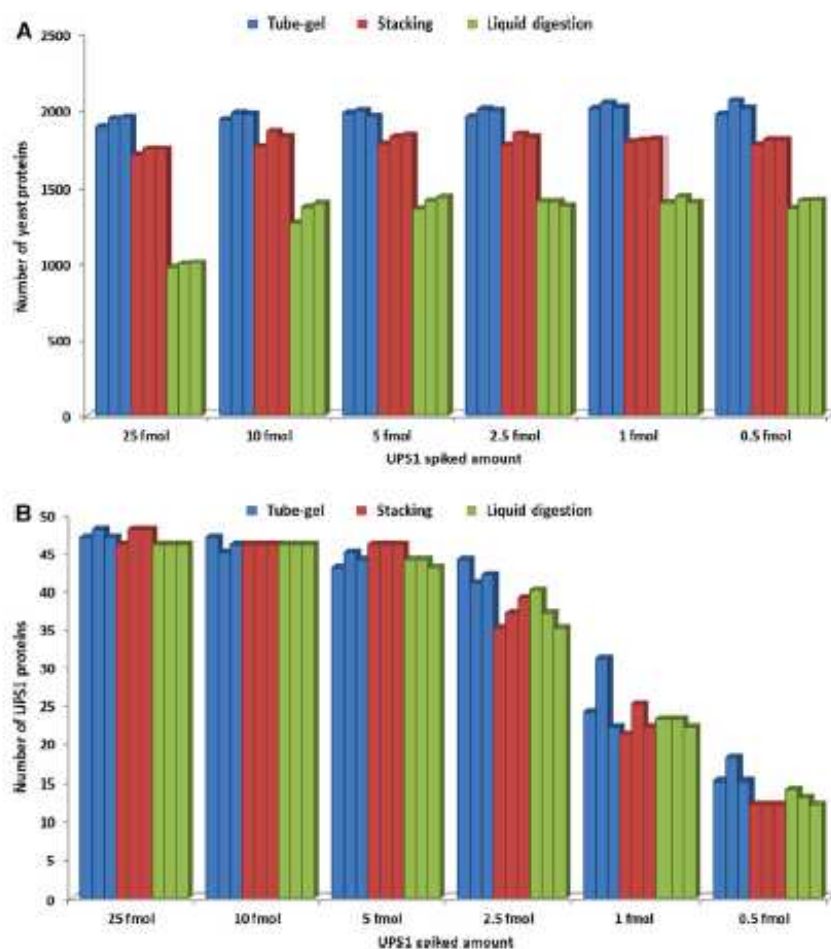 A
Tube-gel Stacking Liquid digestion
2500
2000
1500
1000
500
0
Number of yeast proteins
25 fmol 10 fmol 5 fmol 2.5 fmol 1 fmol 0.5 fmol
UPS1 spiked amount
B
Tube-gel Stacking Liquid digestion
50
45
40
35
30
25
20
15
10
5
0
Number of UPS1 proteins
25 fmol 10 fmol 5 fmol 2.5 fmol 1 fmol 0.5 fmol
UPS1 spiked amount